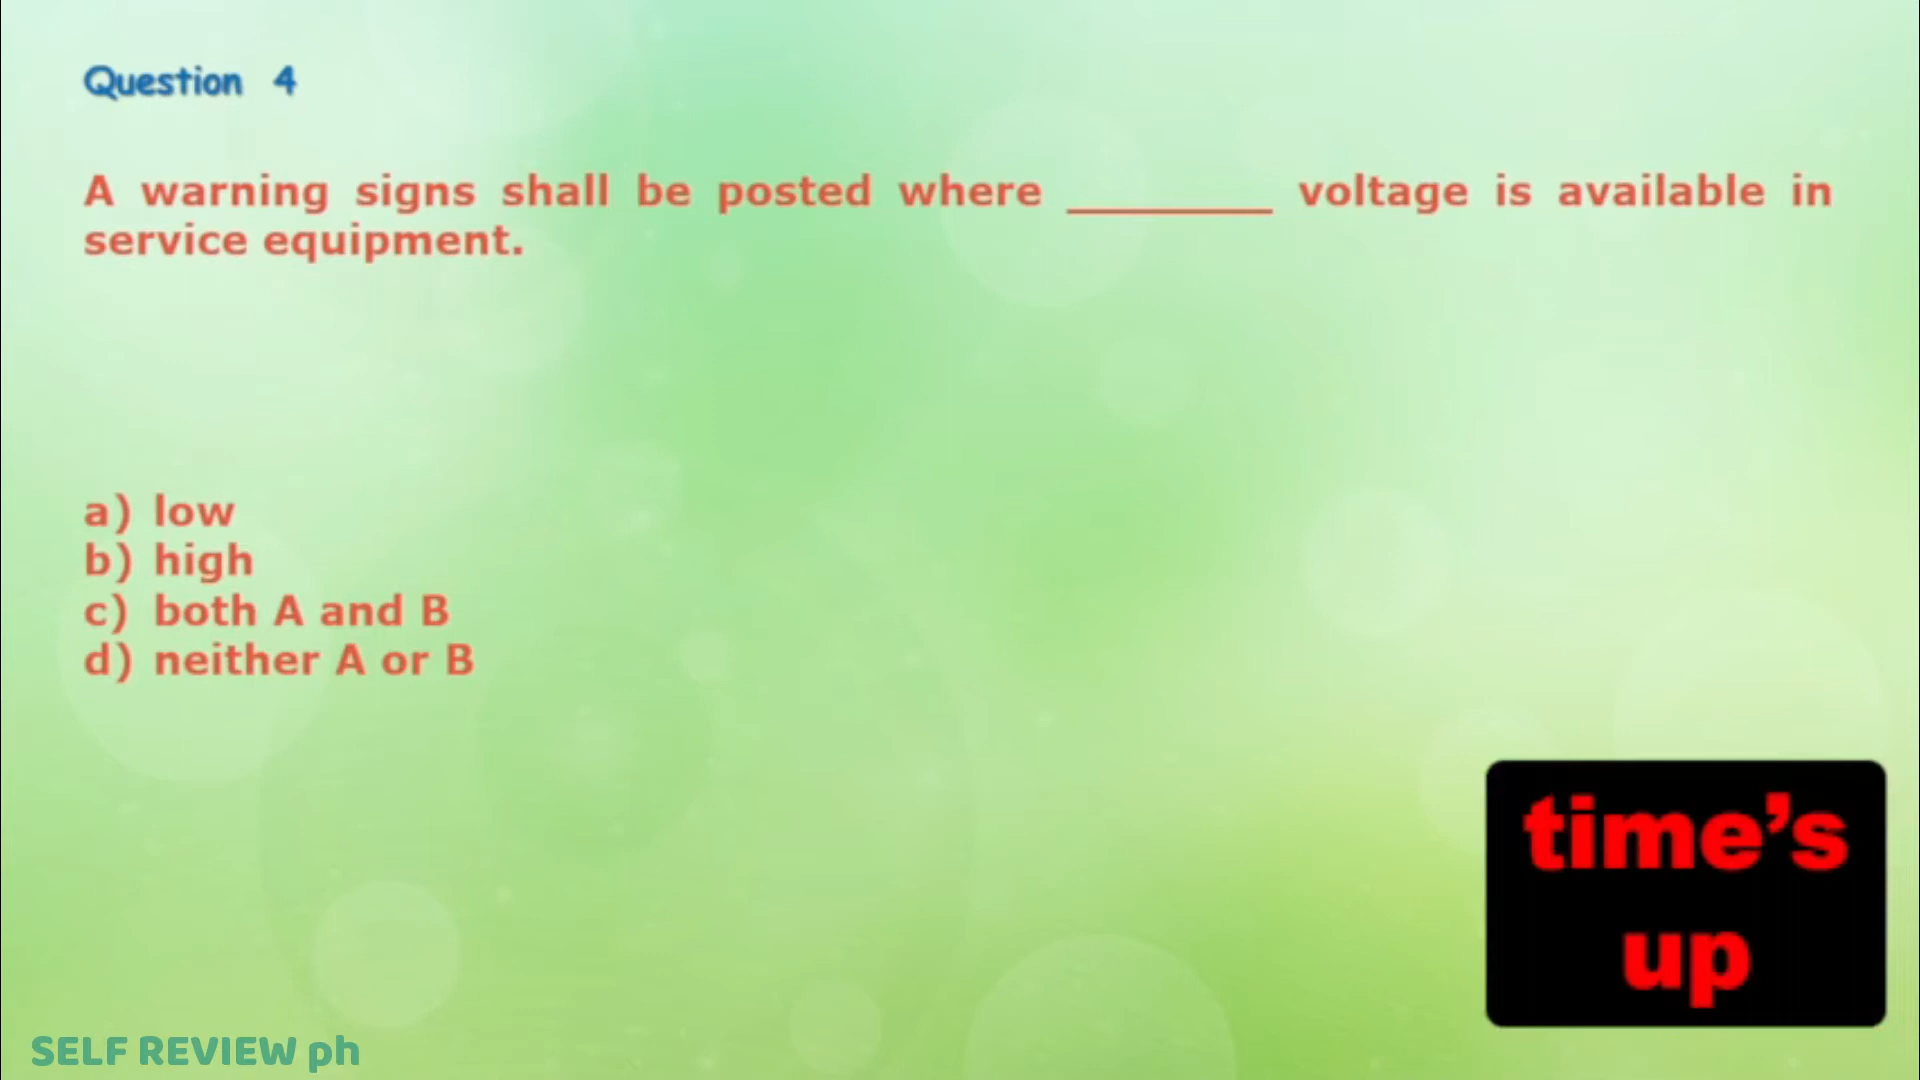 Question 4
A warning signs shall be posted where ________ voltage is available in
service equipment.
a) low
b) high
c) both A and B
d) neither A or B
time’s
up
SELF REVIEW ph